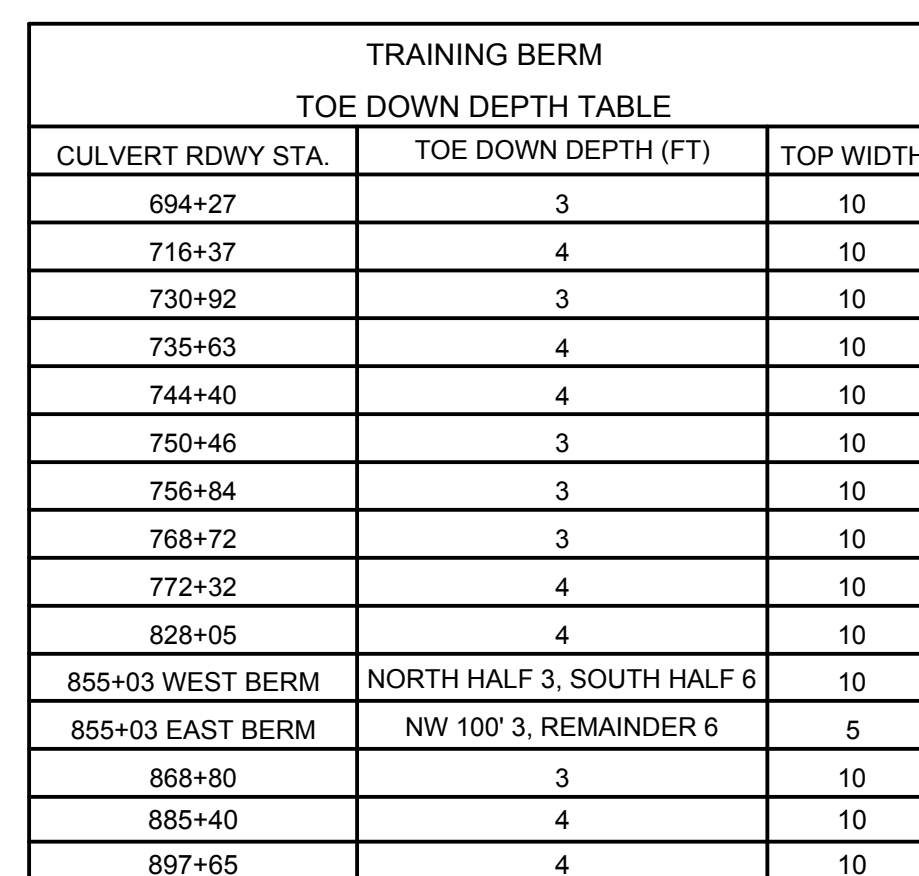 TRAINING BERM
TOE DOWN DEPTH TABLE
CULVERT RDWY STA. TOE DOWN DEPTH (FT) TOP WIDTH
694+27 3 10
716+37 4 10
730+92 3 10
735+63 4 10
744+40 4 10
750+46 3 10
756+84 3 10
768+72 3 10
772+32 4 10
828+05 4 10
855+03 WEST BERM NORTH HALF 3, SOUTH HALF 6 10
855+03 EAST BERM NW 100' 3, REMAINDER 6 5
868+80 3 10
885+40 4 10
897+65 4 10